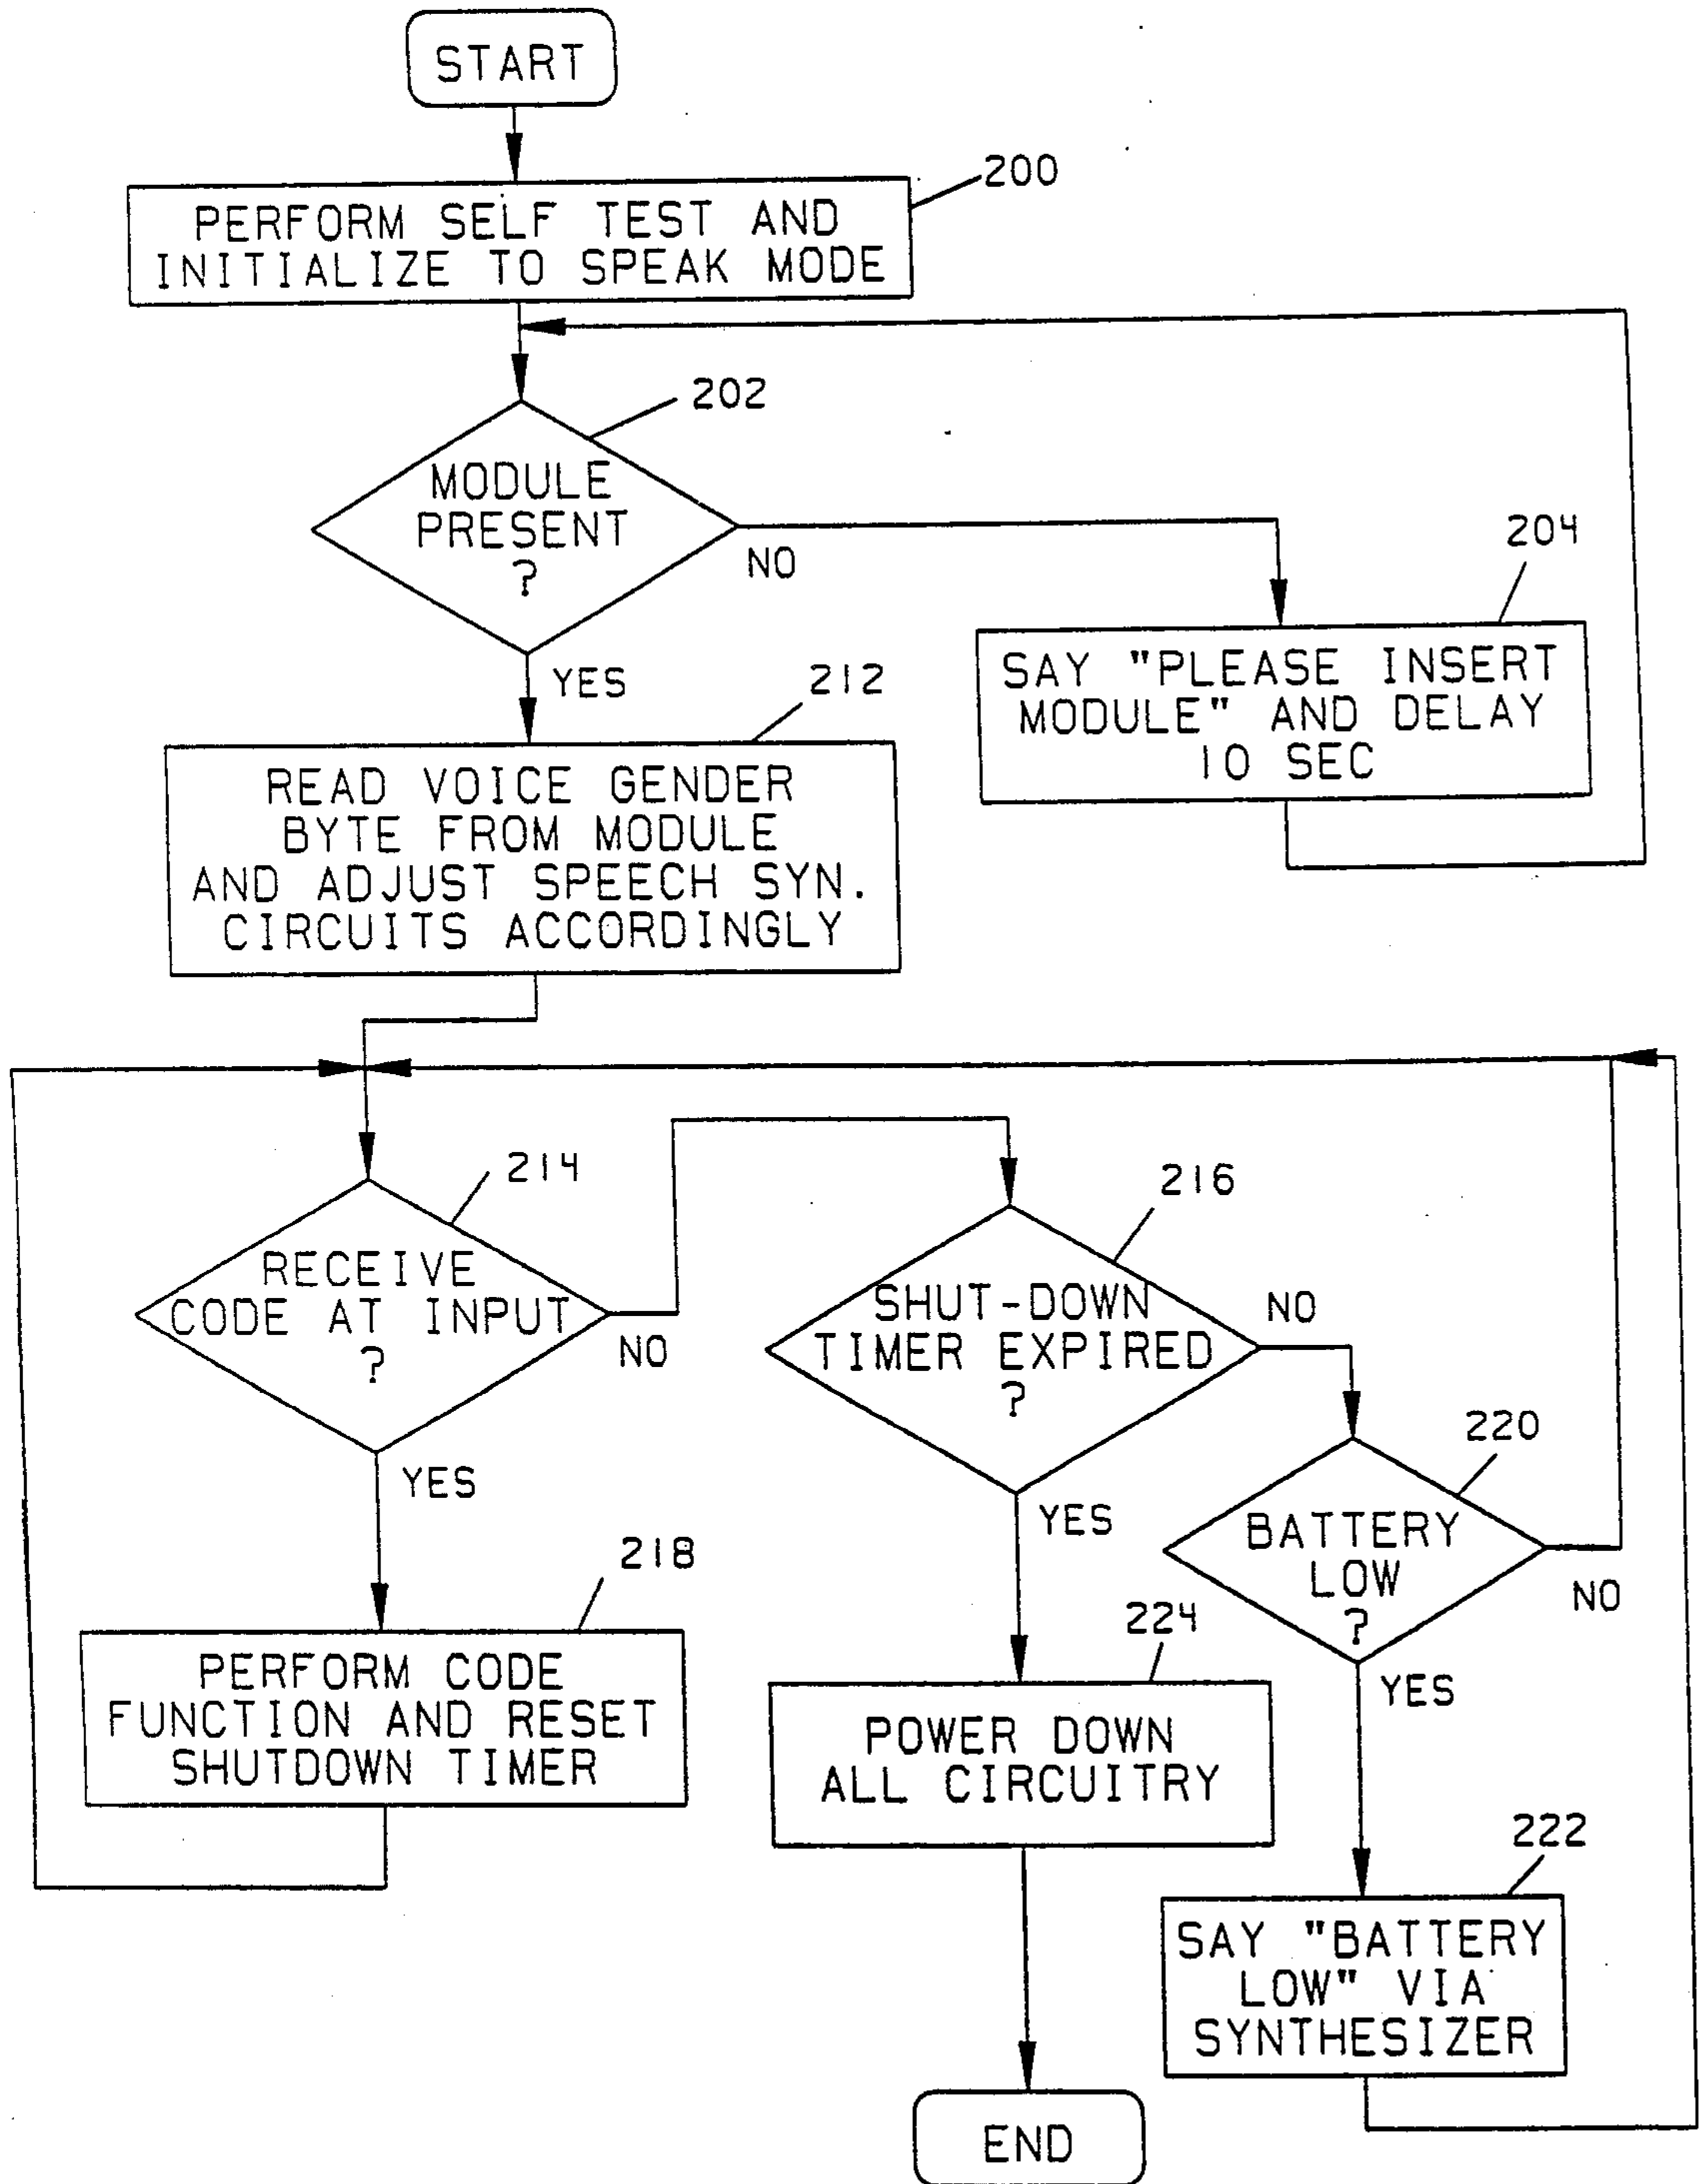 START
200
PERFORM SELF TEST AND
INITIALIZE TO SPEAK MODE
202
MODULE
PRESENT
?
NO
YES
204
SAY "PLEASE INSERT
MODULE" AND DELAY
10 SEC
212
READ VOICE GENDER
BYTE FROM MODULE
AND ADJUST SPEECH SYN.
CIRCUITS ACCORDINGLY
214
RECEIVE
CODE AT INPUT
?
NO
YES
216
SHUT-DOWN
TIMER EXPIRED
?
NO
YES
218
PERFORM CODE
FUNCTION AND RESET
SHUTDOWN TIMER
220
BATTERY
LOW
?
NO
YES
224
POWER DOWN
ALL CIRCUITRY
222
SAY "BATTERY
LOW" VIA
SYNTHESIZER
END